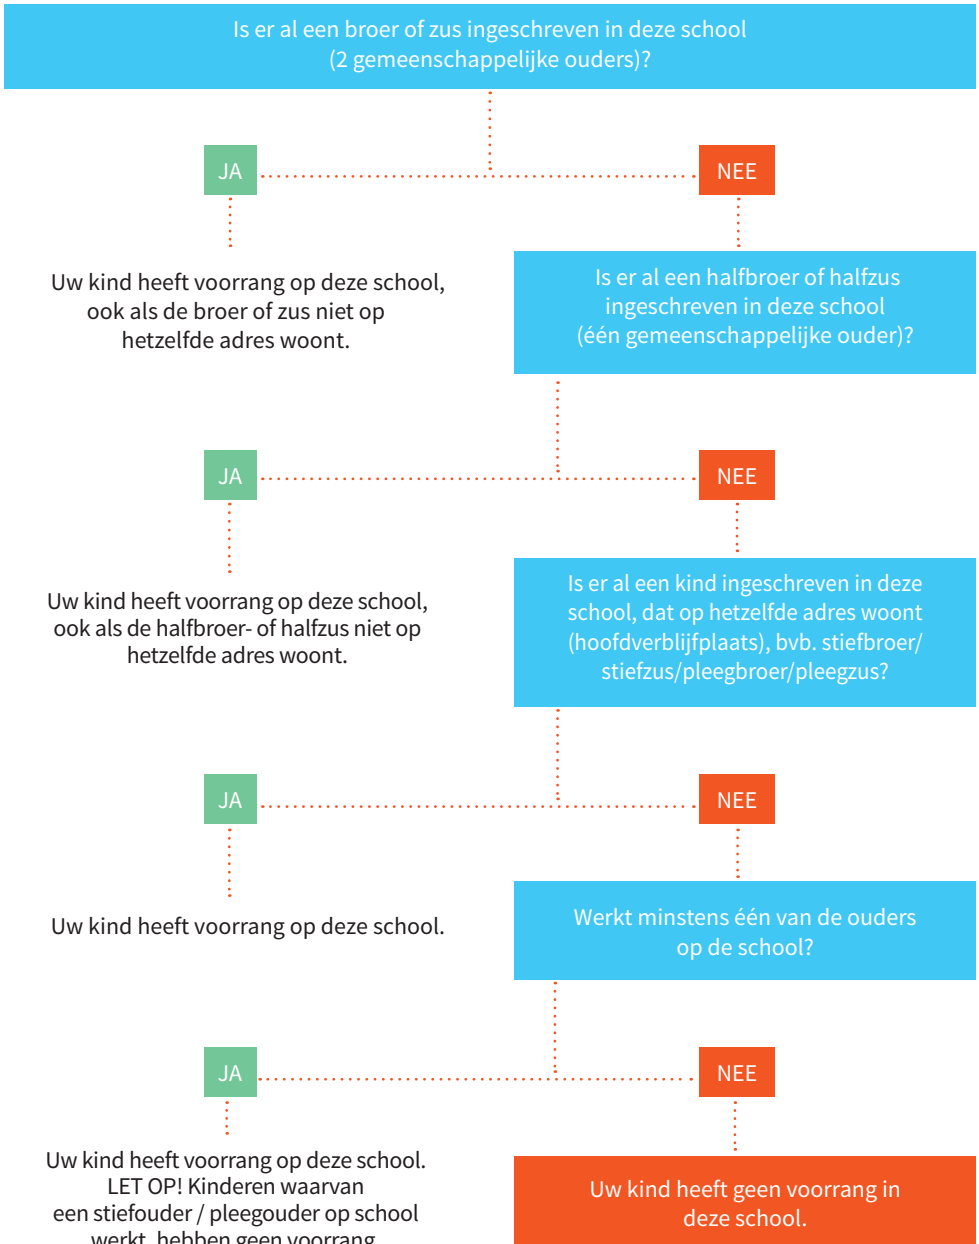 Is er al een broer of zus ingeschreven in deze school
(2 gemeenschappelijke ouders)?
JA
NEE
Uw kind heeft voorrang op deze school,
ook als de broer of zus niet op
hetzelfde adres woont.
Is er al een halfbroer of halfzus
ingeschreven in deze school
(één gemeenschappelijke ouder)?
JA
NEE
Uw kind heeft voorrang op deze school,
ook als de halfbroer- of halfzus niet op
hetzelfde adres woont.
Is er al een kind ingeschreven in deze
school, dat op hetzelfde adres woont
(hoofdverblijfplaats), bvb. stiefbroer/
stiefzus/pleegbroer/pleegzus?
JA
NEE
Uw kind heeft voorrang op deze school.
Werkt minstens één van de ouders
op de school?
JA
NEE
Uw kind heeft voorrang op deze school.
LET OP! Kinderen waarvan
een stiefouder / pleegouder op school
werkt, hebben geen voorrang
Uw kind heeft geen voorrang in
deze school.